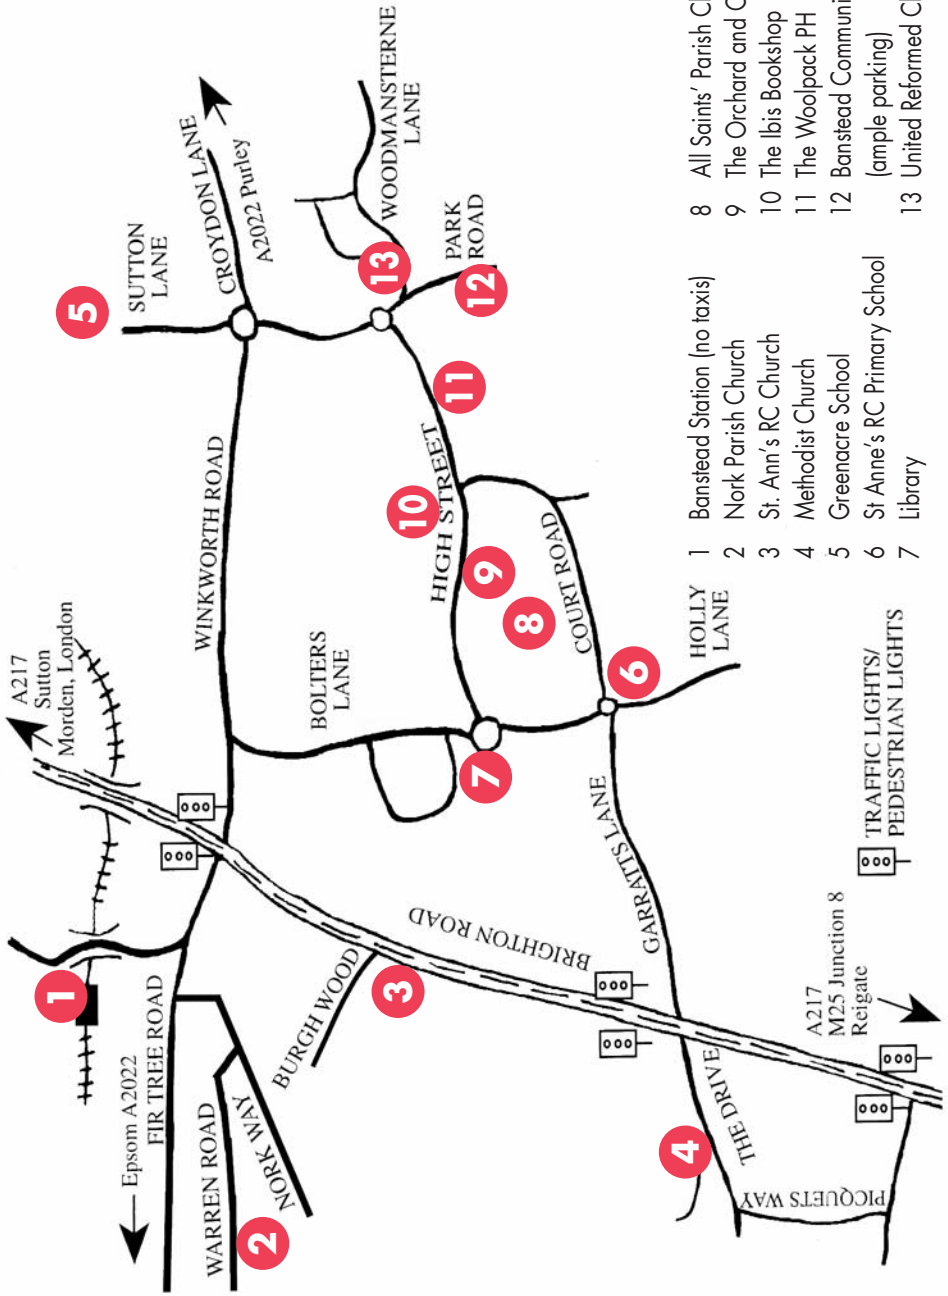 A217
Sutton
Morden, London
1
5
SUTTON
LANE
Epsom A2022
FIR TREE ROAD
CROYDON LANE
A2022 Purley
WINKWORTH ROAD
WARREN ROAD
NORK WAY
2
BURGH WOOD
BOLTERS
LANE
WOODMANSTERNE
LANE
3
BRIGHTON ROAD
10
HIGH STREET
13
PARK
ROAD
11
12
7
9
8
COURT ROAD
GARRATTS LANE
6
HOLLY
LANE
4
THE DRIVE
PICQUETS WAY
A217
M25 Junction 8
Reigate
TRAFFIC LIGHTS/
PEDESTRIAN LIGHTS
1 Banstead Station (no taxis)
2 Nork Parish Church
3 St. Ann's RC Church
4 Methodist Church
5 Greenacre School
6 St Anne's RC Primary School
7 Library
8 All Saints' Parish
9 The Orchard and
10 The Ibis Bookshop
11 The Woolpack PH
12 Banstead Communi
(ample parking)
13 United Reformed